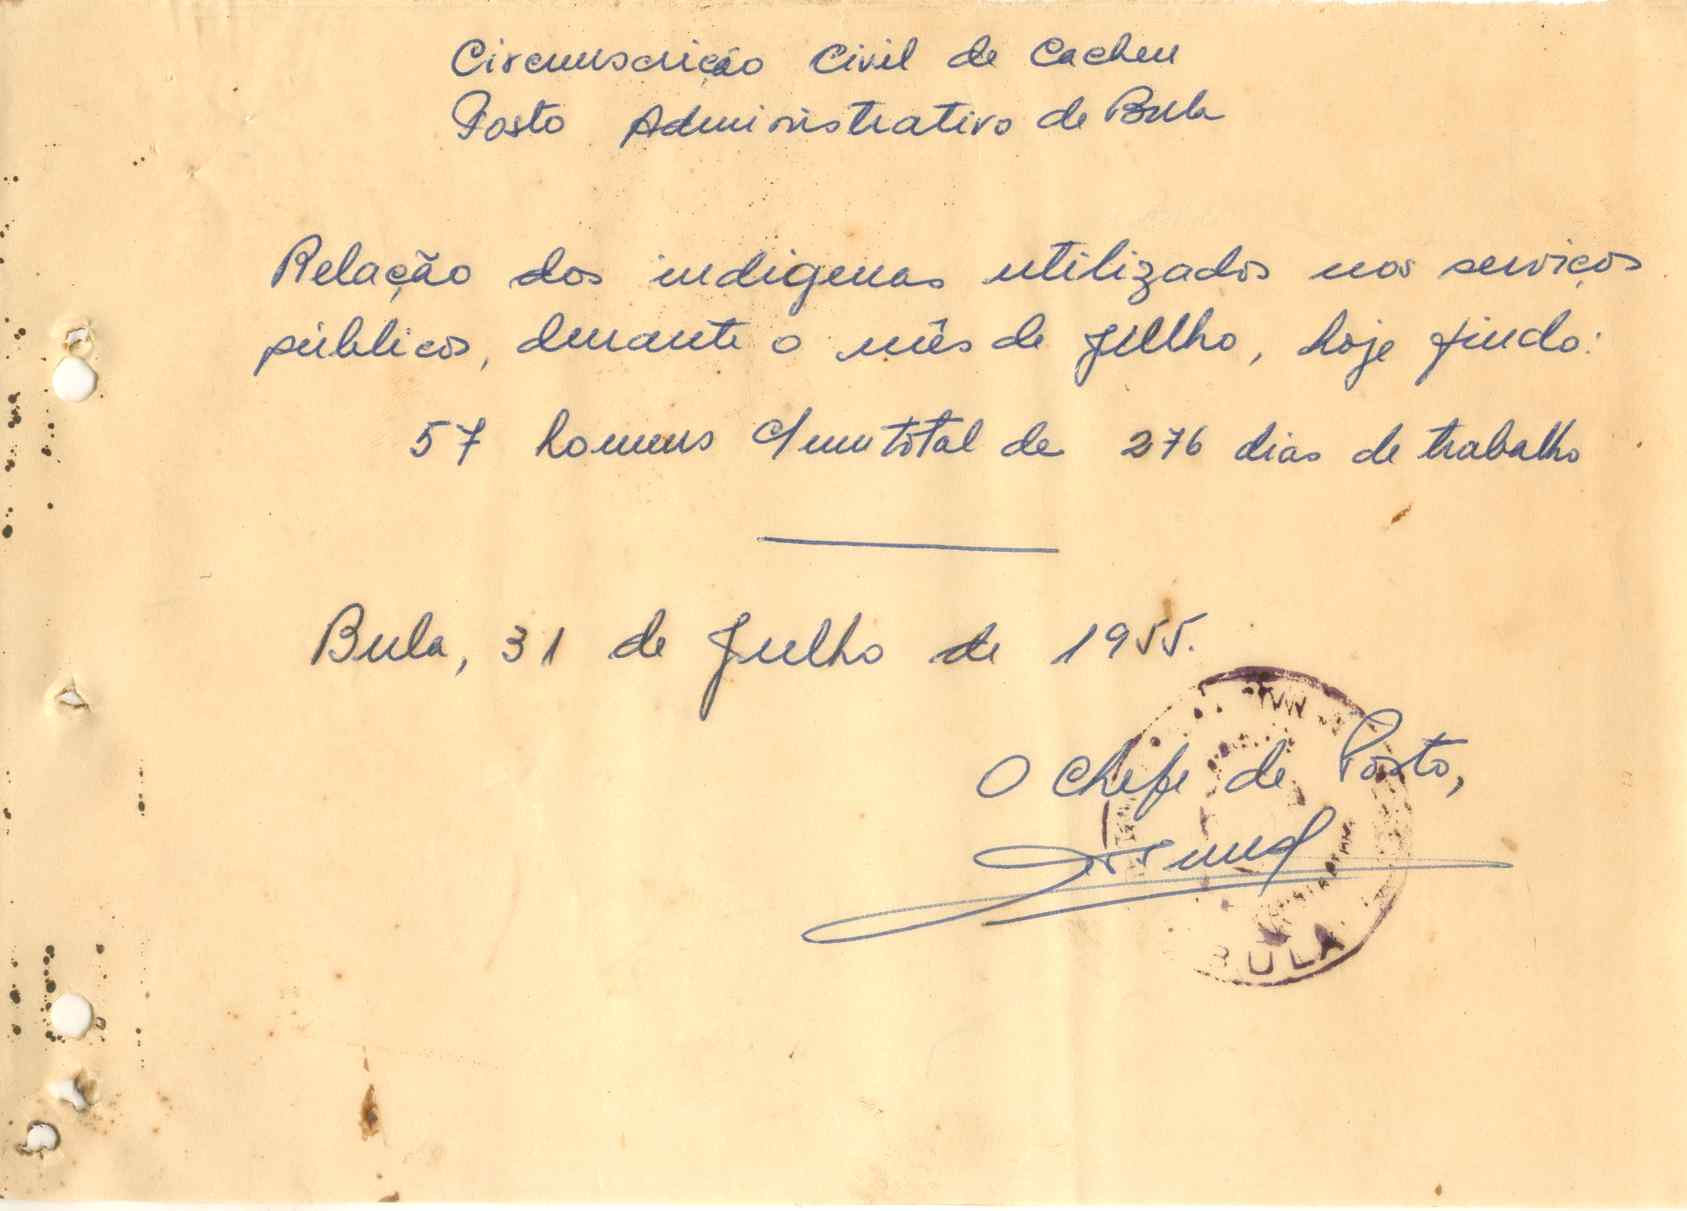 Circunscrição Civil de Cacheu
Posto Administrativo de Bula
Relação dos indigenas utilizados nos serviços
públicos, durante o mês de Julho, hoje findo:
57 homens c/ um total de 276 dias de trabalho
Bula, 31 de Julho de 1955.
O Chefe de Posto,
BULA